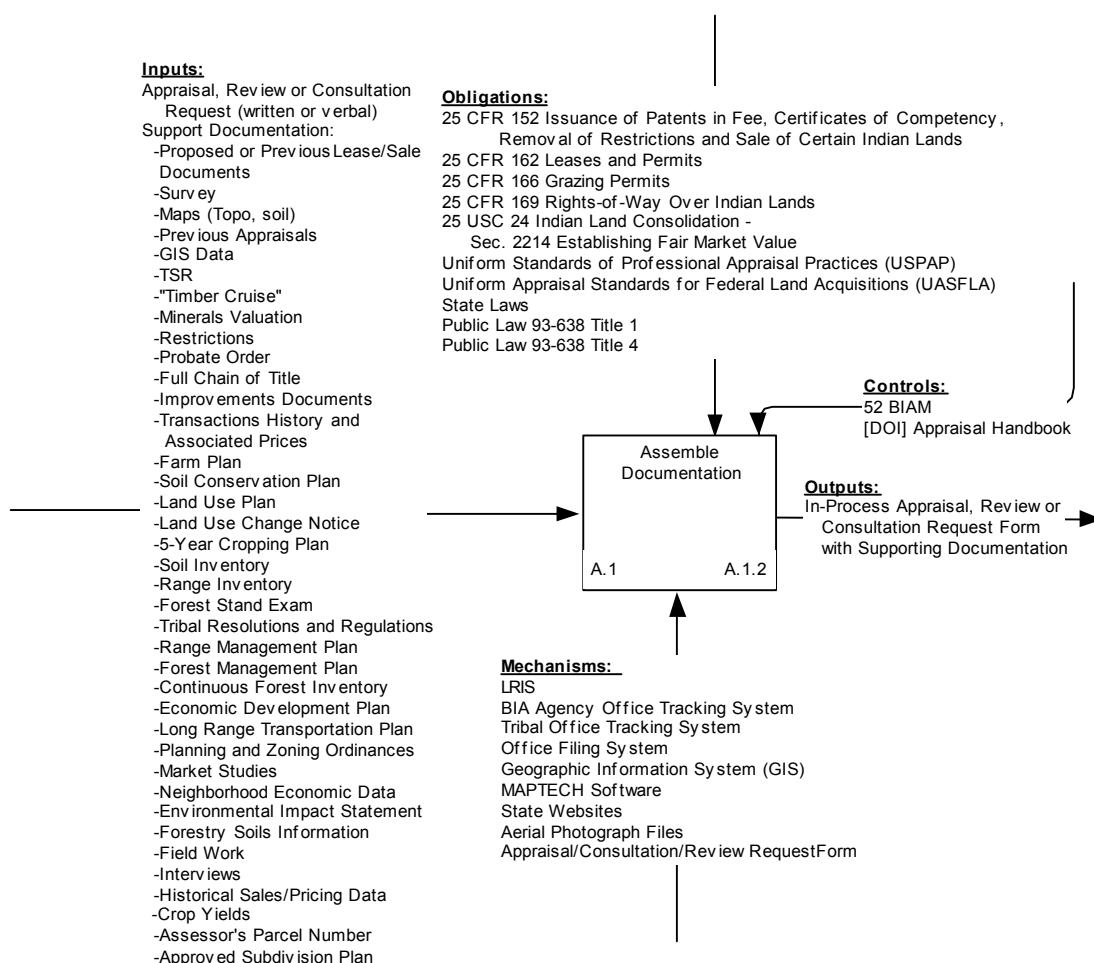 Inputs:
Appraisal, Review or Consultation
Request (written or verbal)
Support Documentation:
-Proposed or Previous Lease/Sale
Documents
-Survey
-Maps (Topo, soil)
-Previous Appraisals
-GIS Data
-TSR
-"Timber Cruise"
-Minerals Valuation
-Restrictions
-Probate Order
-Full Chain of Title
-Improvements Documents
-Transactions History and
Associated Prices
-Farm Plan
-Soil Conservation Plan
-Land Use Plan
-Land Use Change Notice
-5-Year Cropping Plan
-Soil Inventory
-Range Inventory
-Forest Stand Exam
-Tribal Resolutions and Regulations
-Range Management Plan
-Forest Management Plan
-Continuous Forest Inventory
-Economic Development Plan
-Long Range Transportation Plan
-Planning and Zoning Ordinances
-Market Studies
-Neighborhood Economic Data
-Environmental Impact Statement
-Forestry Soils Information
-Field Work
-Interviews
-Historical Sales/Pricing Data
-Crop Yields
-Assessor's Parcel Number
-Approved Subdivision Plan
Obligations:
25 CFR 152 Issuance of Patents in Fee, Certificates of Competency,
Removal of Restrictions and Sale of Certain Indian Lands
25 CFR 162 Leases and Permits
25 CFR 166 Grazing Permits
25 CFR 169 Rights-of-Way Over Indian Lands
25 USC 24 Indian Land Consolidation -
Sec. 2214 Establishing Fair Market Value
Uniform Standards of Professional Appraisal Practices (USPAP)
Uniform Appraisal Standards for Federal Land Acquisitions (UASFLA)
State Laws
Public Law 93-638 Title 1
Public Law 93-638 Title 4
Controls:
52 BIAM
[DOI] Appraisal Handbook
Assemble
Documentation
A.1 A.1.2
Outputs:
In-Process Appraisal, Review or
Consultation Request Form
with Supporting Documentation
Mechanisms:
LRIS
BIA Agency Office Tracking System
Tribal Office Tracking System
Office Filing System
Geographic Information System (GIS)
MAPTECH Software
State Websites
Aerial Photograph Files
Appraisal/Consultation/Review RequestForm